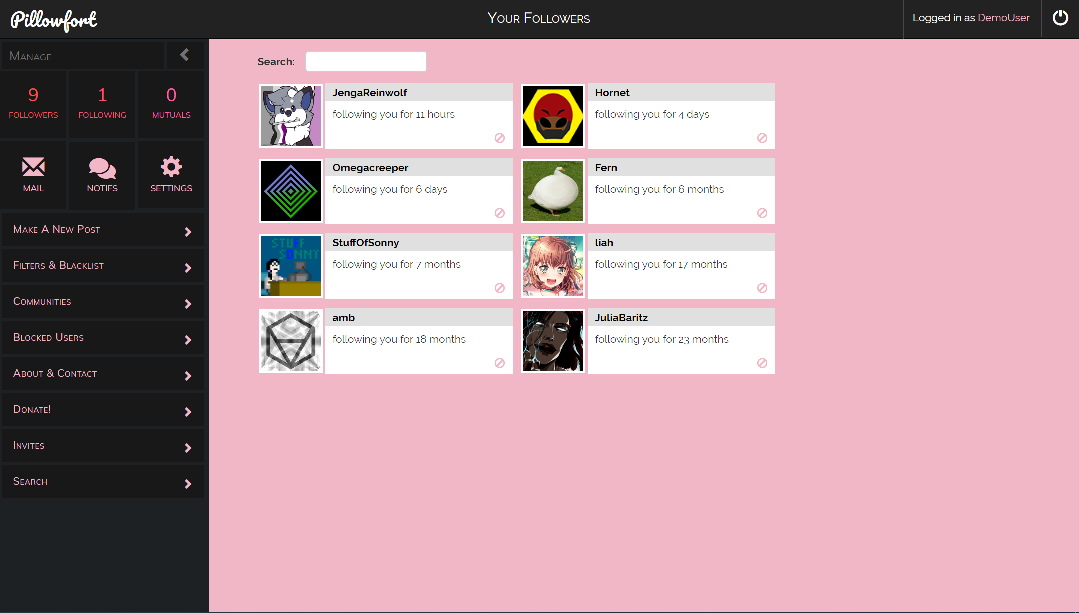 Pillowfort
Your Followers
Logged in as DemoUser
Manage
9
FOLLOWERS
1
FOLLOWING
0
MUTUALS
MAIL
NOTIFS
SETTINGS
Make A New Post
Filters & Blacklist
Communities
Blocked Users
About & Contact
Donate!
Invites
Search
Search:
JengaReinwolf
following you for 11 hours
Hornet
following you for 4 days
Omegacreeper
following you for 6 days
Fern
following you for 6 months
STUFF
OF
SONNY
StuffOfSonny
following you for 7 months
liah
following you for 17 months
amb
following you for 18 months
JuliaBaritz
following you for 23 months